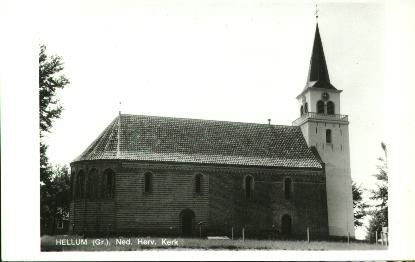 HELLUM (Gr.), Ned. Herv. Kerk